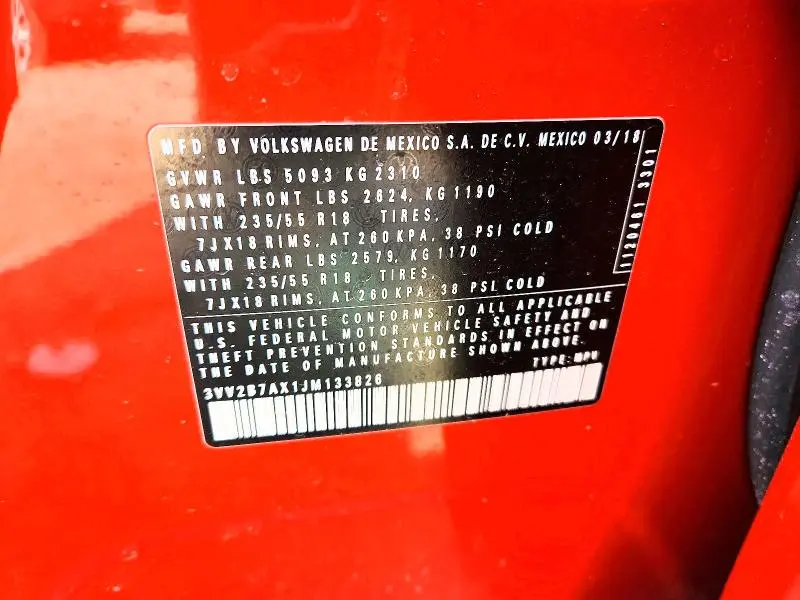 MFD BY VOLKSWAGEN DE MEXICO S.A. DE C.V. MEXICO 03/18
GVWR LBS 5093 KG 2310
GAWR FRONT LBS 2624, KG 1190
WITH 235/55 R18 TIRES,
7JX18 RIMS, AT 260 KPA, 38 PSI COLD
GAWR REAR LBS 2579, KG 1170
WITH 235/55 R18 TIRES,
7JX18 RIMS, AT 260 KPA, 38 PSI COLD
1120461 3301
THIS VEHICLE CONFORMS TO ALL APPLICABLE
U.S. FEDERAL MOTOR VEHICLE SAFETY AND
THEFT PREVENTION STANDARDS IN EFFECT ON
THE DATE OF MANUFACTURE SHOWN ABOVE.
TYPE: MPV
3VV2B7AX1JM133826